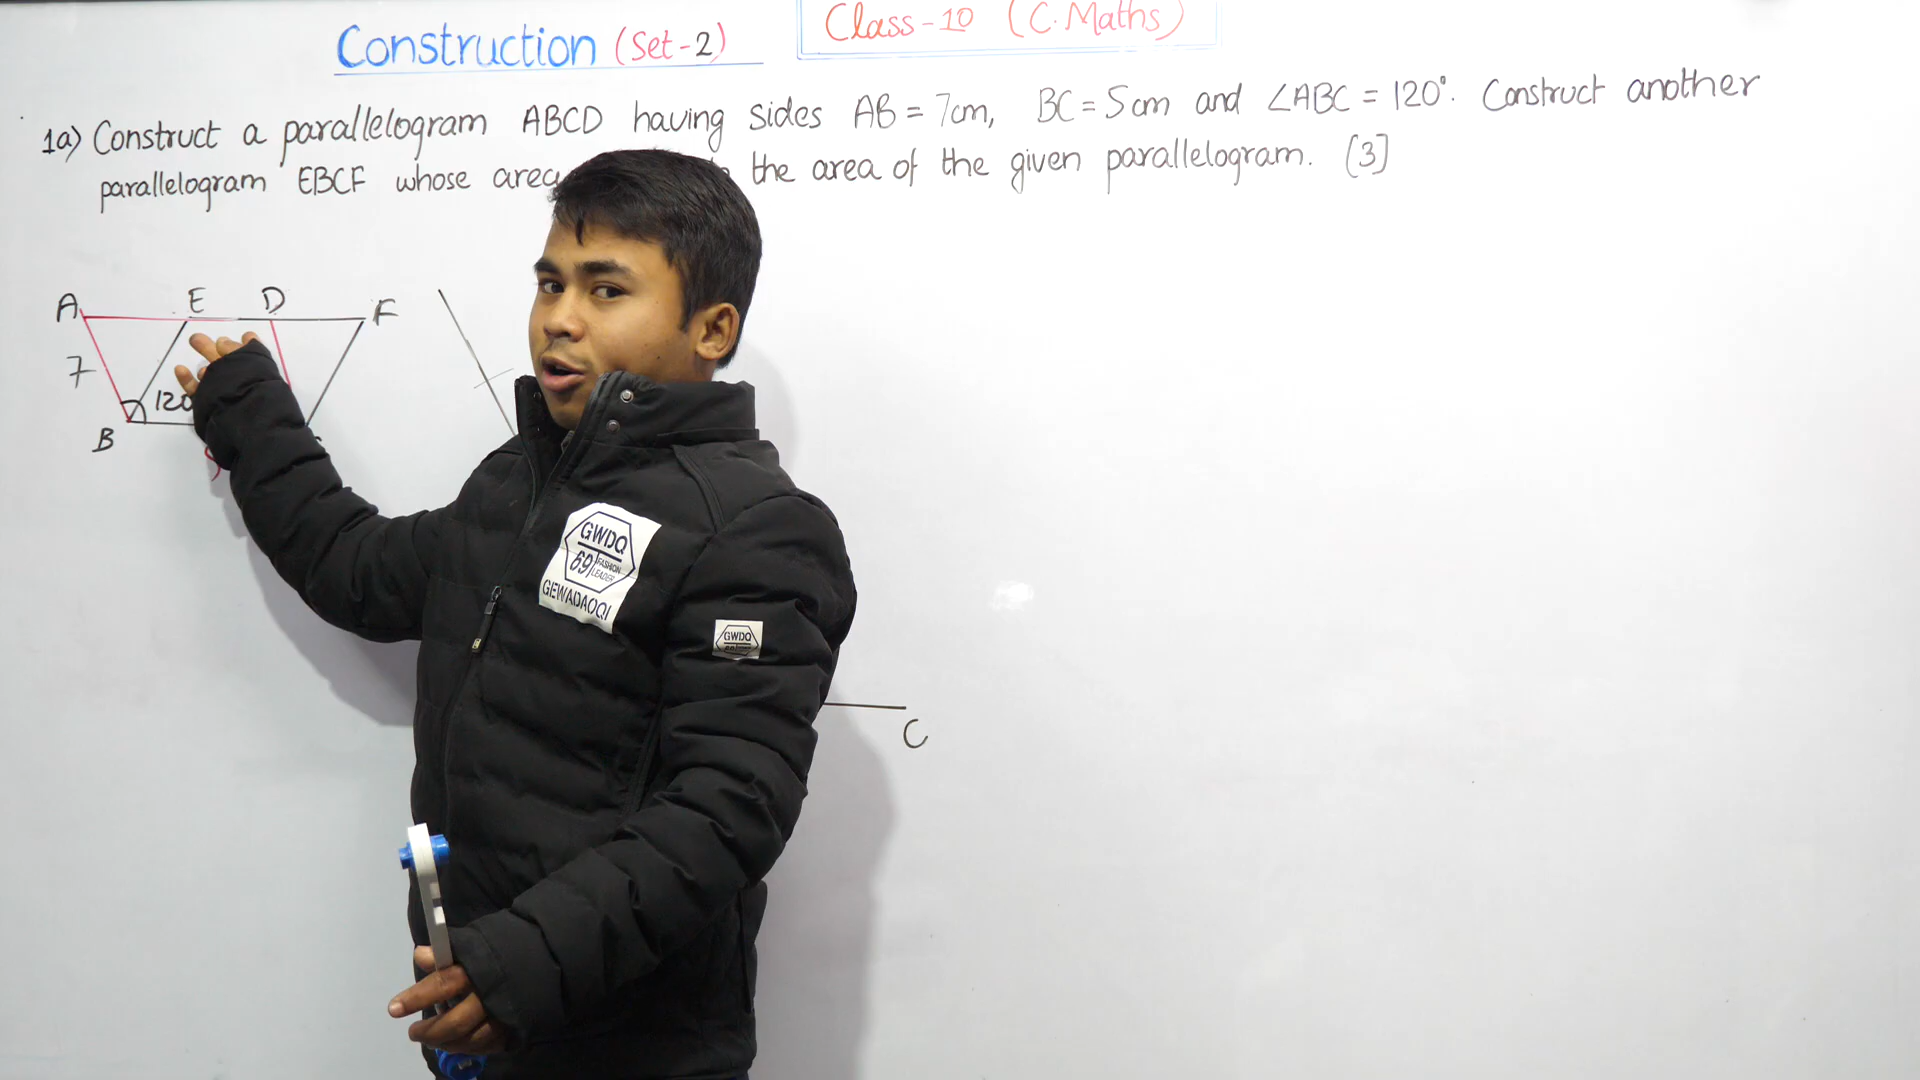 Construction (Set-2)
Class-10 (C.Maths)
1a) Construct a parallelogram ABCD having sides AB = 7cm, BC = 5cm and ∠ABC = 120°. Construct another
parallelogram EBCF whose area the area of the given parallelogram. [3]
A E D F
7
120
B
5
C
GWDQ
69 FASHION
LEADER
GEWADAOQI
GWDQ